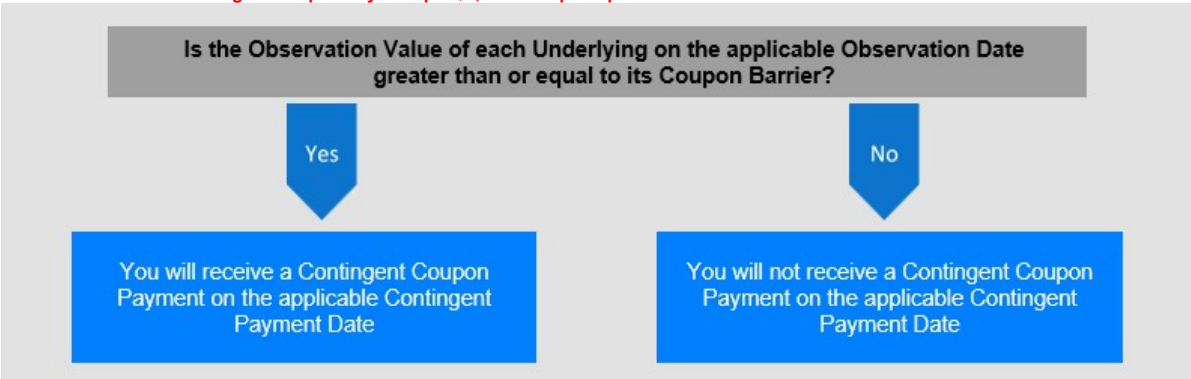 Is the Observation Value of each Underlying on the applicable Observation Date
greater than or equal to its Coupon Barrier?
Yes
No
You will receive a Contingent Coupon
Payment on the applicable Contingent
Payment Date
You will not receive a Contingent Coupon
Payment on the applicable Contingent
Payment Date